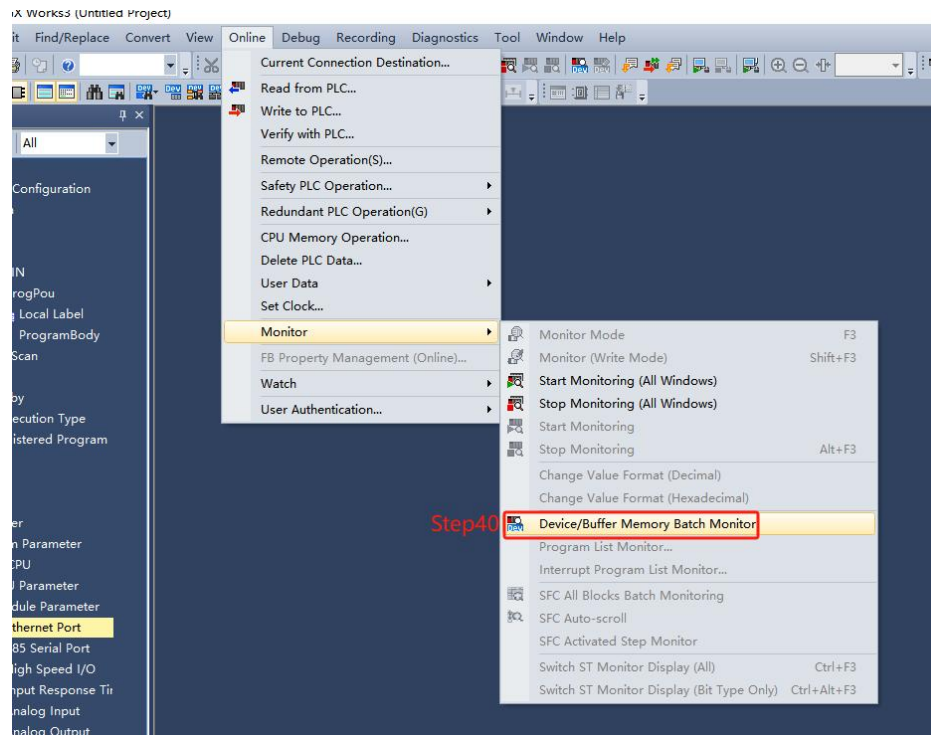 X Works3 (Untitled Project)
it Find/Replace Convert View Online Debug Recording Diagnostics Tool Window Help
All
Configuration
IN
rogPou
Local Label
ProgramBody
Scan
by
ecution Type
istered Program
er
n Parameter
CPU
Parameter
dule Parameter
thernet Port
85 Serial Port
High Speed I/O
nput Response Tir
nalog Input
nalog Output
Current Connection Destination...
Read from PLC...
Write to PLC...
Verify with PLC...
Remote Operation(S)...
Safety PLC Operation...
Redundant PLC Operation(G)
CPU Memory Operation...
Delete PLC Data...
User Data
Set Clock...
Monitor
FB Property Management (Online)...
Watch
User Authentication...
Monitor Mode F3
Monitor (Write Mode) Shift+F3
Start Monitoring (All Windows)
Stop Monitoring (All Windows)
Start Monitoring
Stop Monitoring Alt+F3
Change Value Format (Decimal)
Change Value Format (Hexadecimal)
Step40 Device/Buffer Memory Batch Monitor
Program List Monitor...
Interrupt Program List Monitor...
SFC All Blocks Batch Monitoring
SFC Auto-scroll
SFC Activated Step Monitor
Switch ST Monitor Display (All) Ctrl+F3
Switch ST Monitor Display (Bit Type Only) Ctrl+Alt+F3